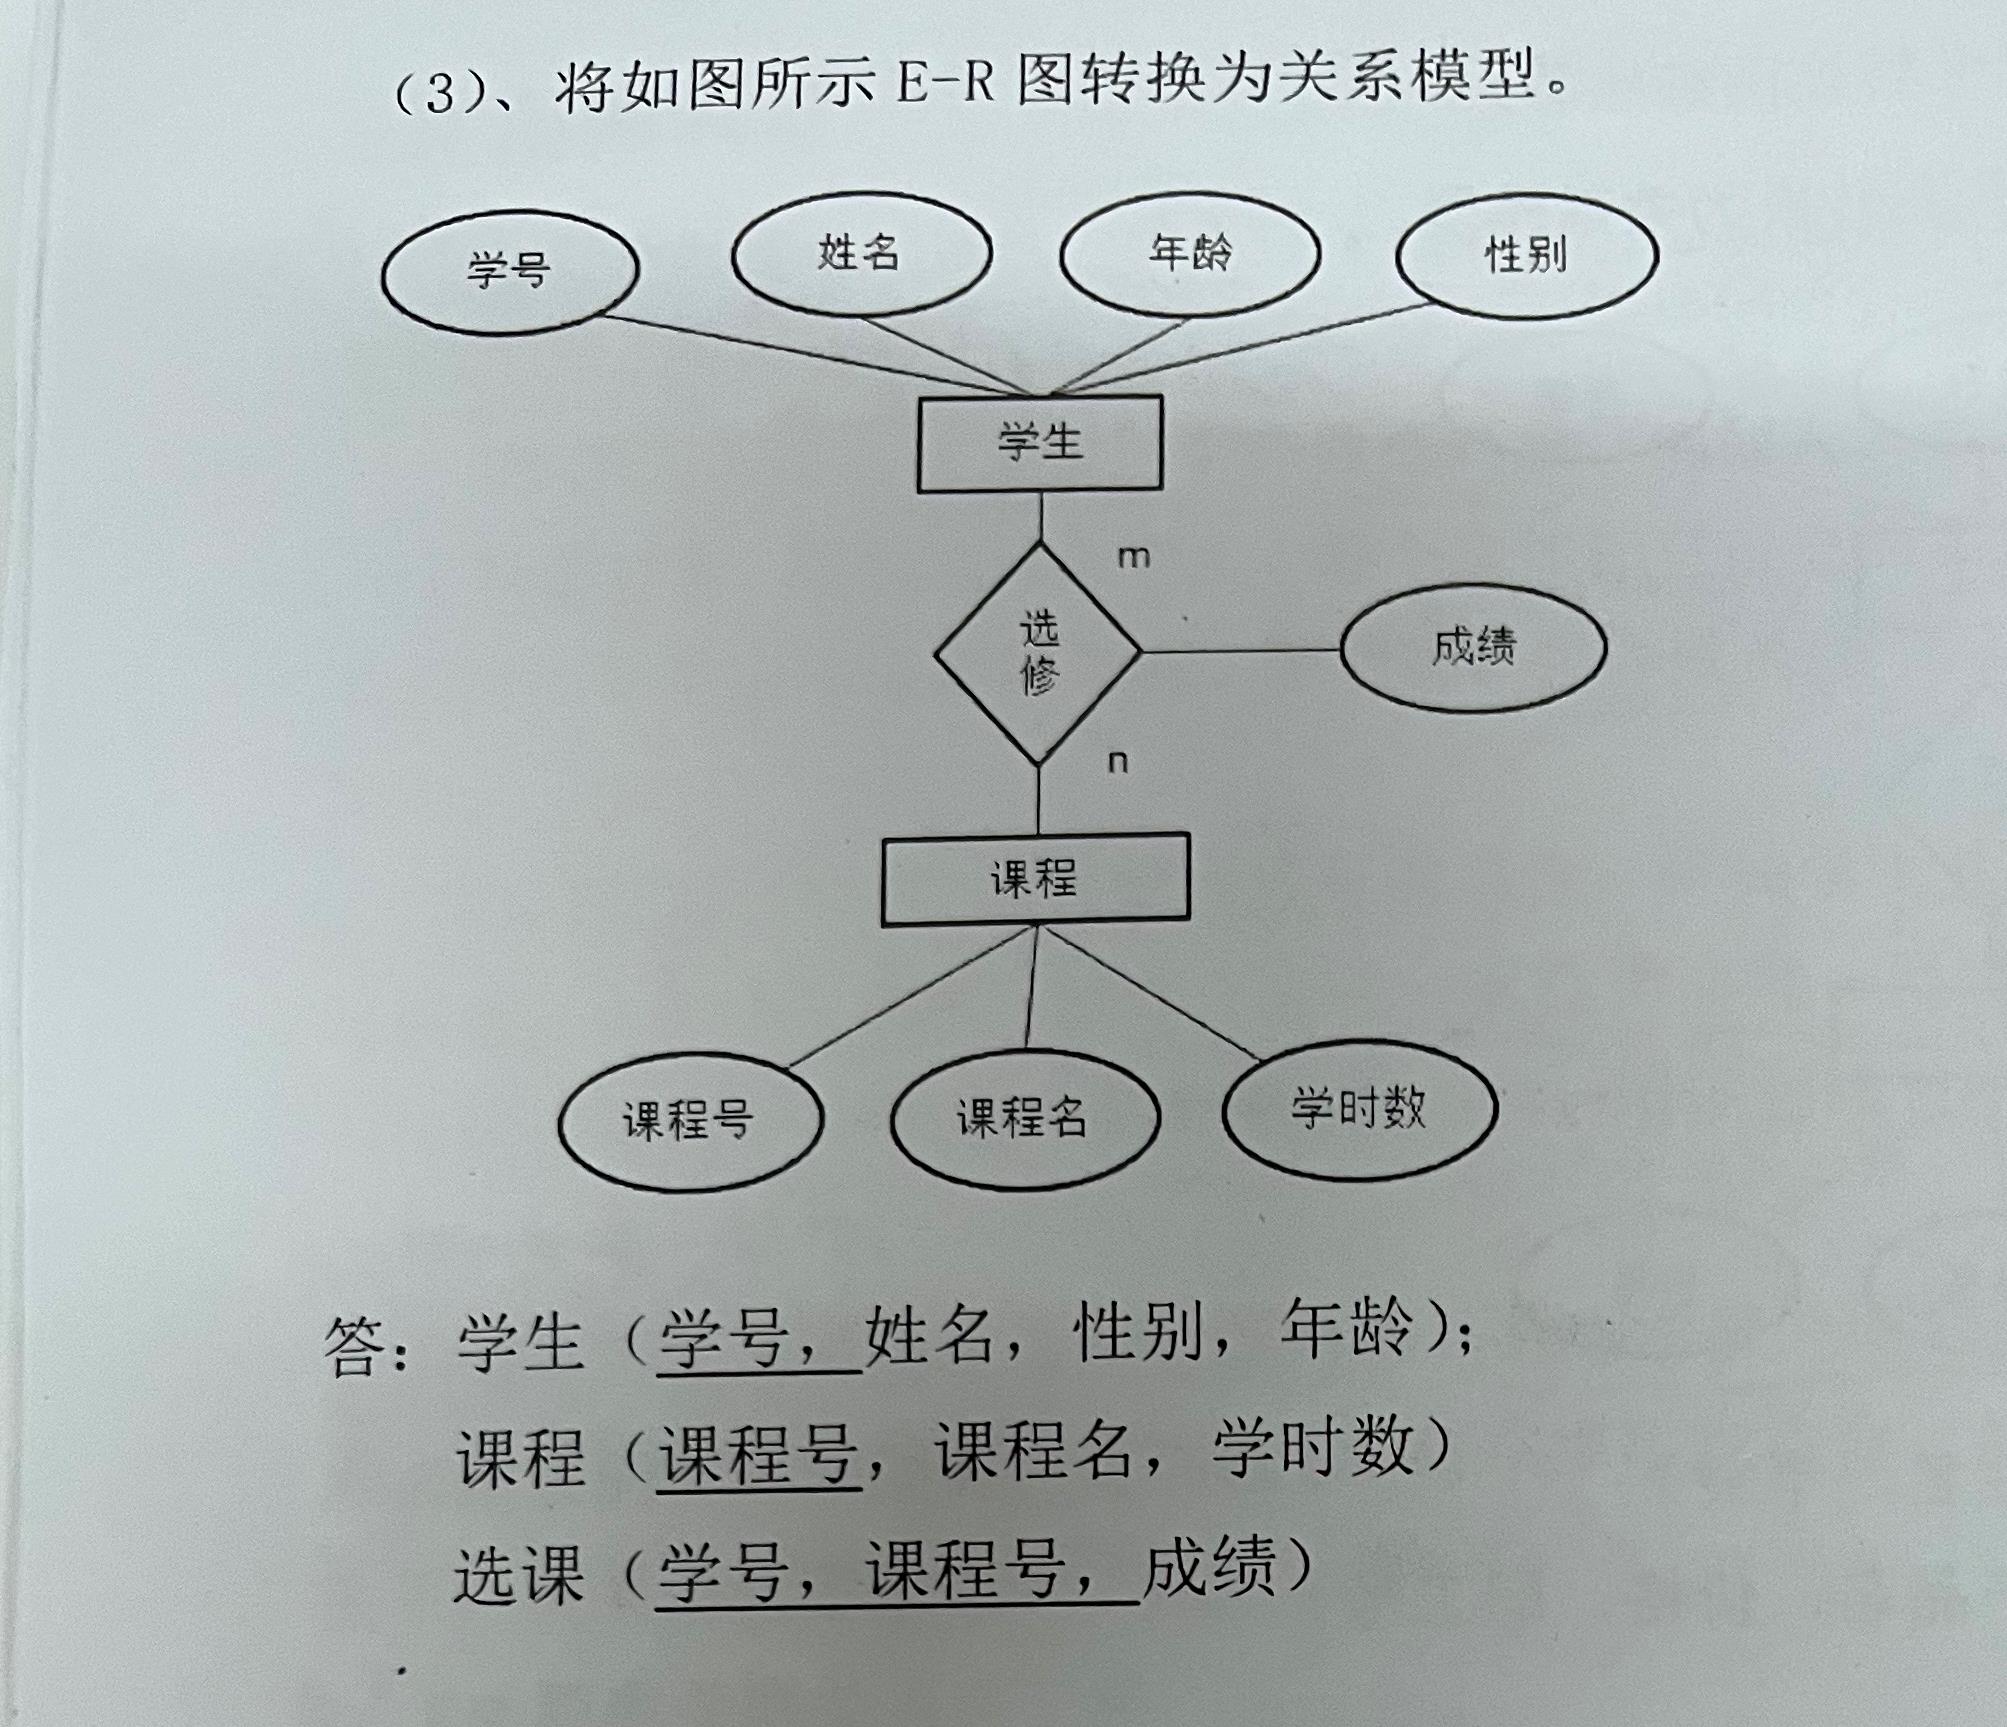 （3）、将如图所示 E-R 图转换为关系模型。
学号 姓名 年龄 性别
学生
m
选
修
成绩
n
课程
课程号 课程名 学时数
答：学生（学号，姓名，性别，年龄）；
课程（课程号，课程名，学时数）
选课（学号，课程号，成绩）